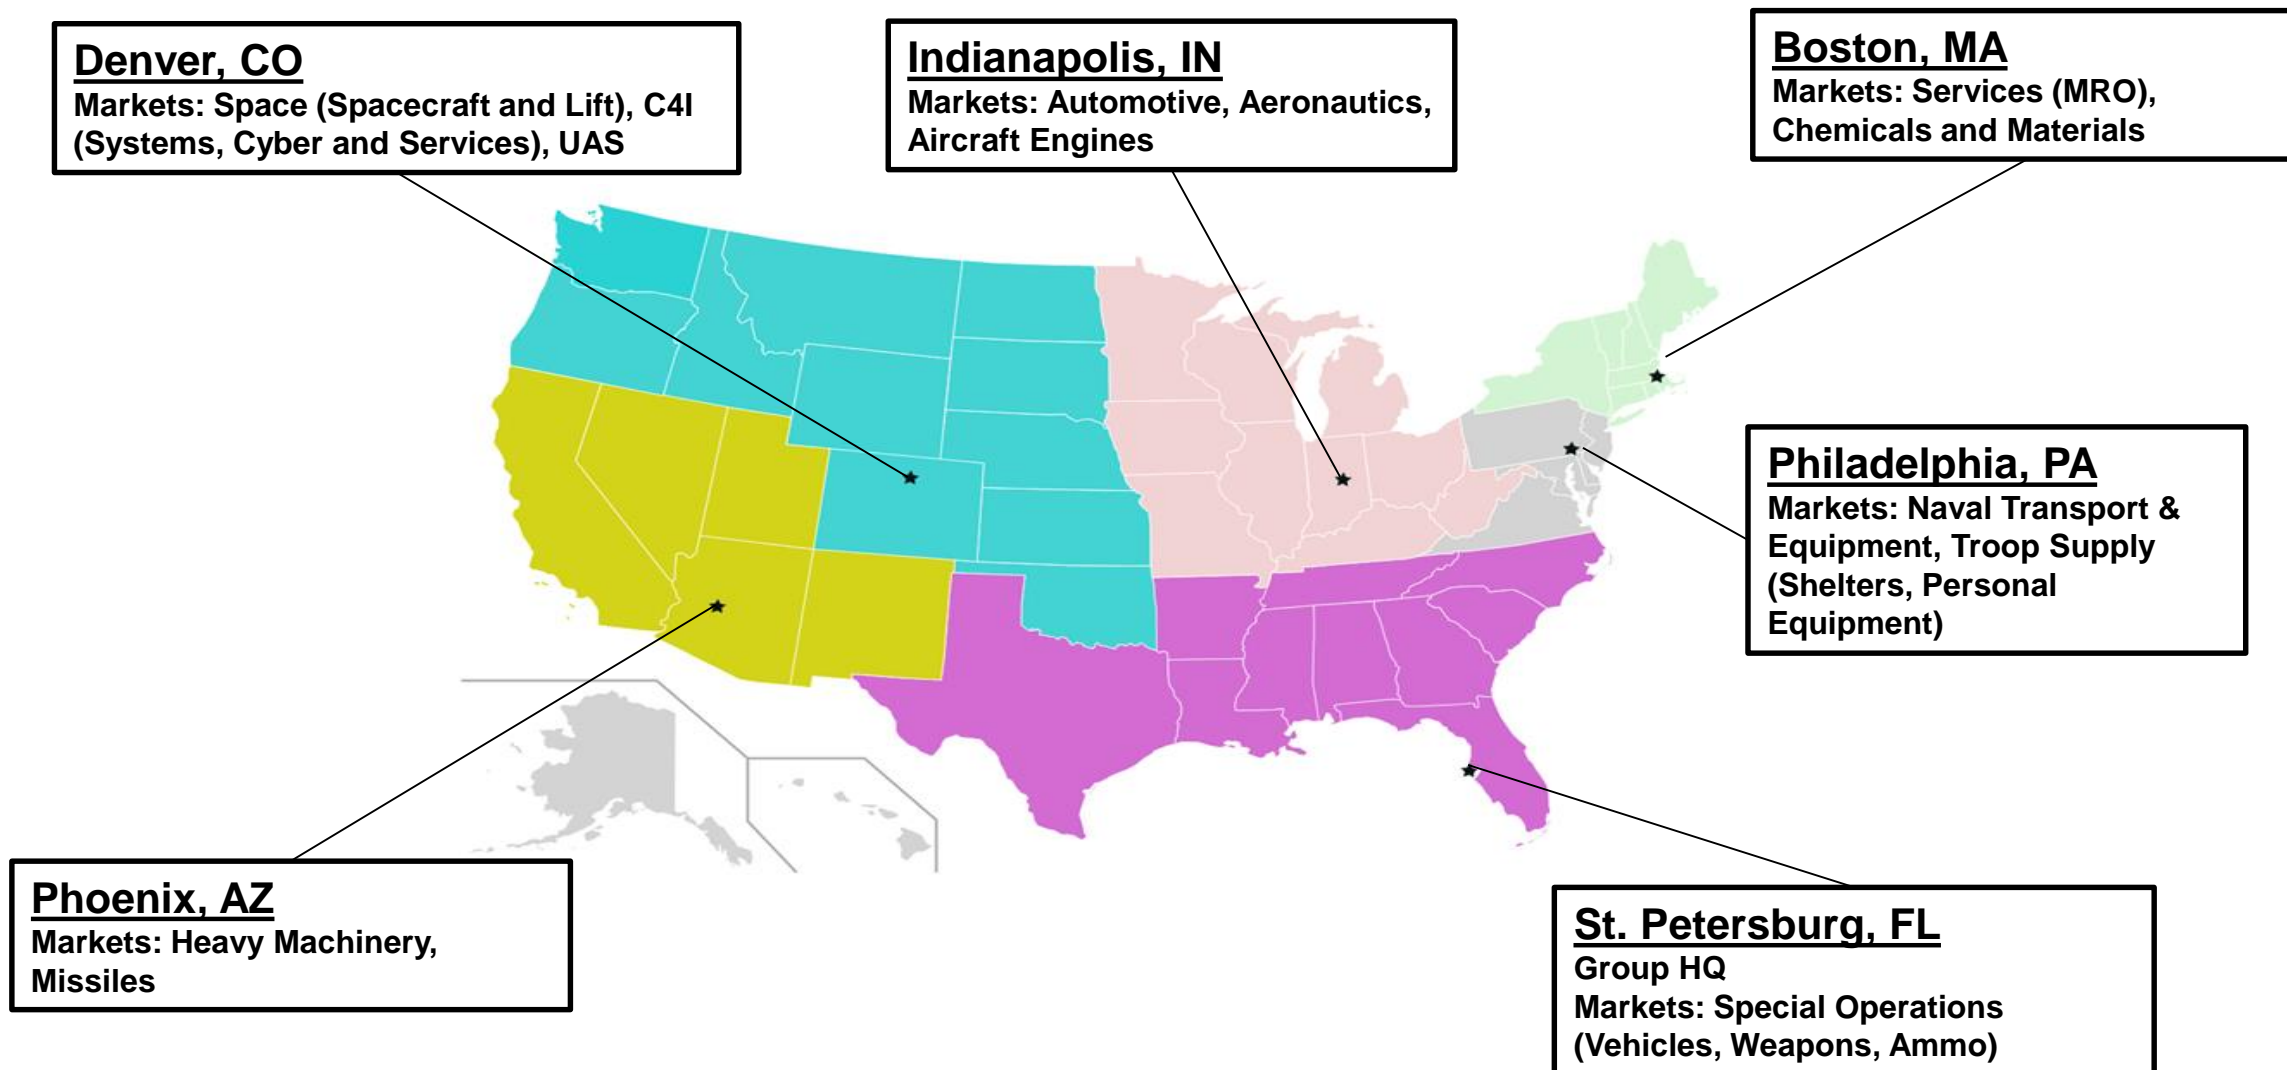 Denver, CO
Markets: Space (Spacecraft and Lift), C4I
(Systems, Cyber and Services), UAS
Indianapolis, IN
Markets: Automotive, Aeronautics,
Aircraft Engines
Boston, MA
Markets: Services (MRO),
Chemicals and Materials
Philadelphia, PA
Markets: Naval Transport &
Equipment, Troop Supply
(Shelters, Personal
Equipment)
Phoenix, AZ
Markets: Heavy Machinery,
Missiles
St. Petersburg, FL
Group HQ
Markets: Special Operations
(Vehicles, Weapons, Ammo)